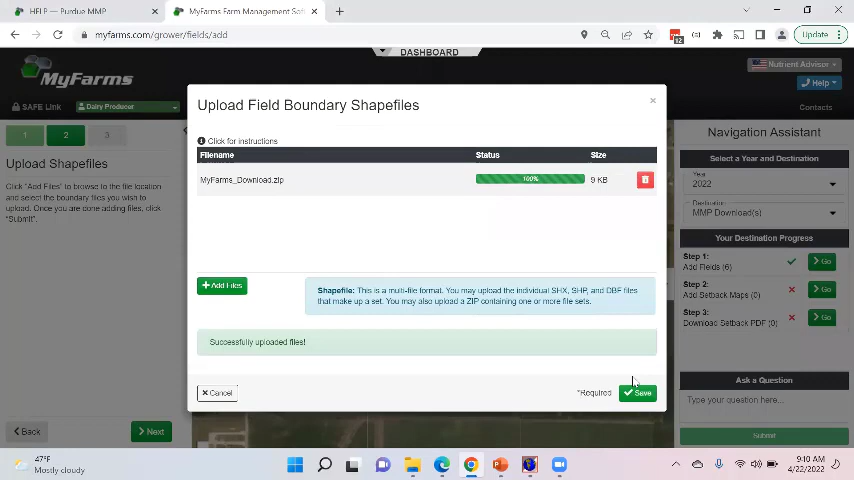 HELP — Purdue MMP
MyFarms Farm Management Soft
myfarms.com/grower/fields/add
12
Update
DASHBOARD
MyFarms
Nutrient Advisor
SAFE Link
Dairy Producer
Help
Contacts
1 2 3
Upload Shapefiles
Click "Add Files" to browse to the file location
and select the boundary files you wish to
upload. Once you are done adding files, click
"Submit".
Back
Next
Upload Field Boundary Shapefiles
×
Click for instructions
Filename Status Size
MyFarms_Download.zip 100% 9 KB
Add Files
Shapefile: This is a multi-file format. You may upload the individual SHX, SHP, and DBF files
that make up a set. You may also upload a ZIP containing one or more file sets.
Successfully uploaded files!
Cancel
*Required
Save
Navigation Assistant
Select a Year and Destination
Year
2022
Destination
MMP Download(s)
Your Destination Progress
Step 1:
Add Fields (6)
Go
Step 2:
Add Setback Maps (0)
Go
Step 3:
Download Setback PDF (0)
Go
Ask a Question
Type your question here...
Submit
47°F
Mostly cloudy
9:10 AM
4/22/2022